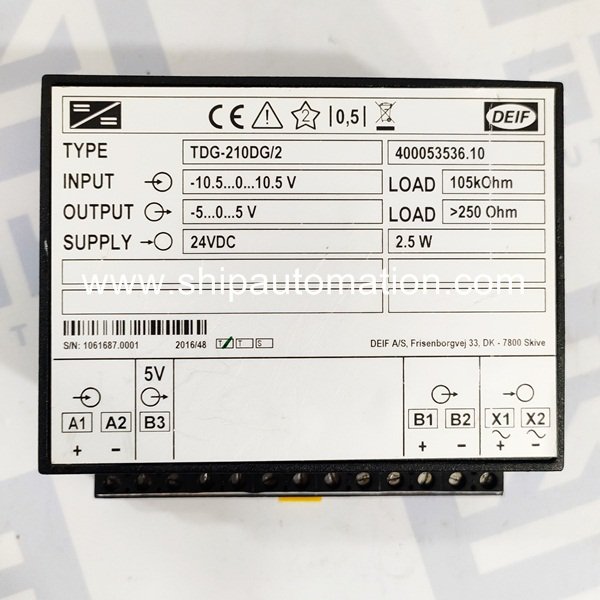 CE 2 |0,5| DEIF
TYPE TDG-210DG/2 400053536.10
INPUT -10.5...0...10.5 V LOAD 105kOhm
OUTPUT -5...0...5 V LOAD >250 Ohm
SUPPLY 24VDC 2.5 W
www.shipautomation.com
S/N: 1061687.0001 2016/48 T T S DEIF A/S, Frisenborgvej 33, DK - 7800 Skive
5V
A1 A2 B3 B1 B2 X1 X2
+ - + - + -